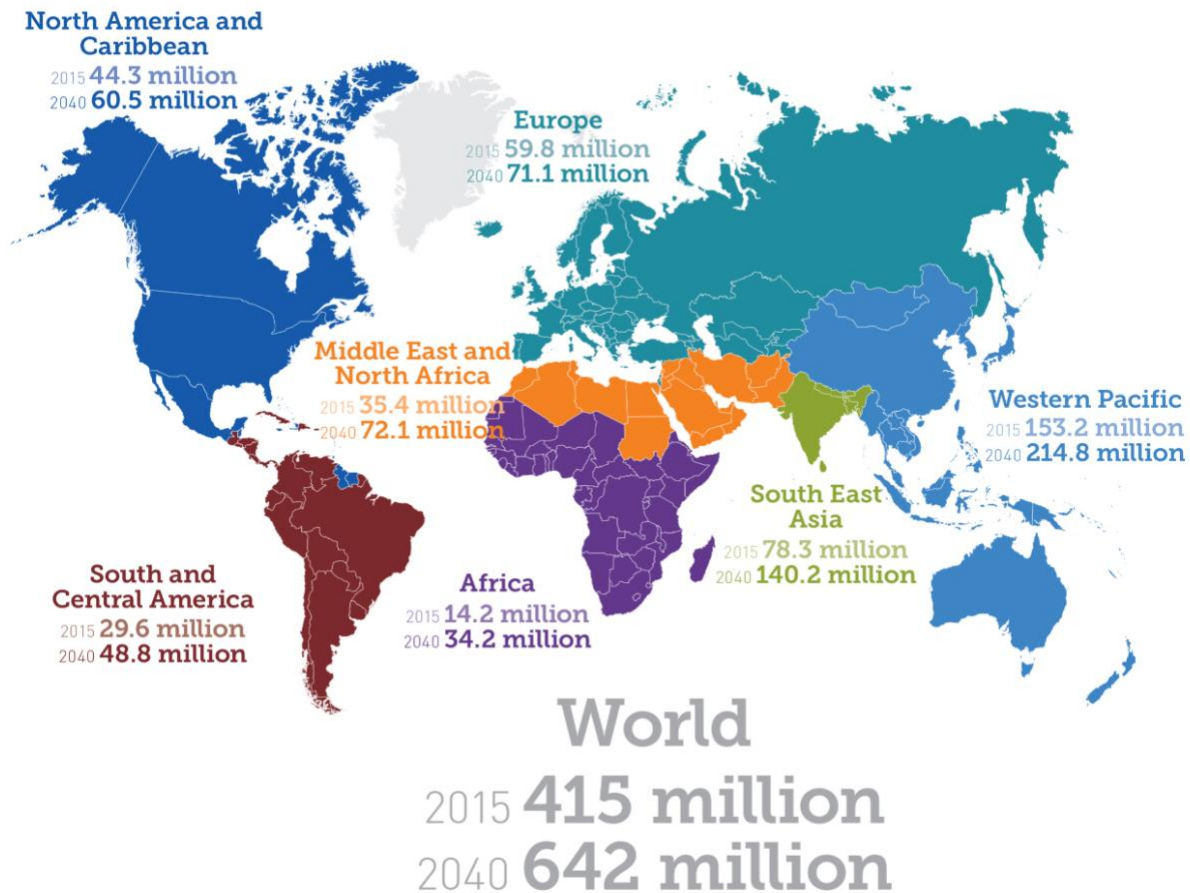 North America and
Caribbean
2015 44.3 million
2040 60.5 million
Europe
2015 59.8 million
2040 71.1 million
Middle East and
North Africa
2015 35.4 million
2040 72.1 million
Western Pacific
2015 153.2 million
2040 214.8 million
South East
Asia
2015 78.3 million
2040 140.2 million
South and
Central America
2015 29.6 million
2040 48.8 million
Africa
2015 14.2 million
2040 34.2 million
World
2015 415 million
2040 642 million